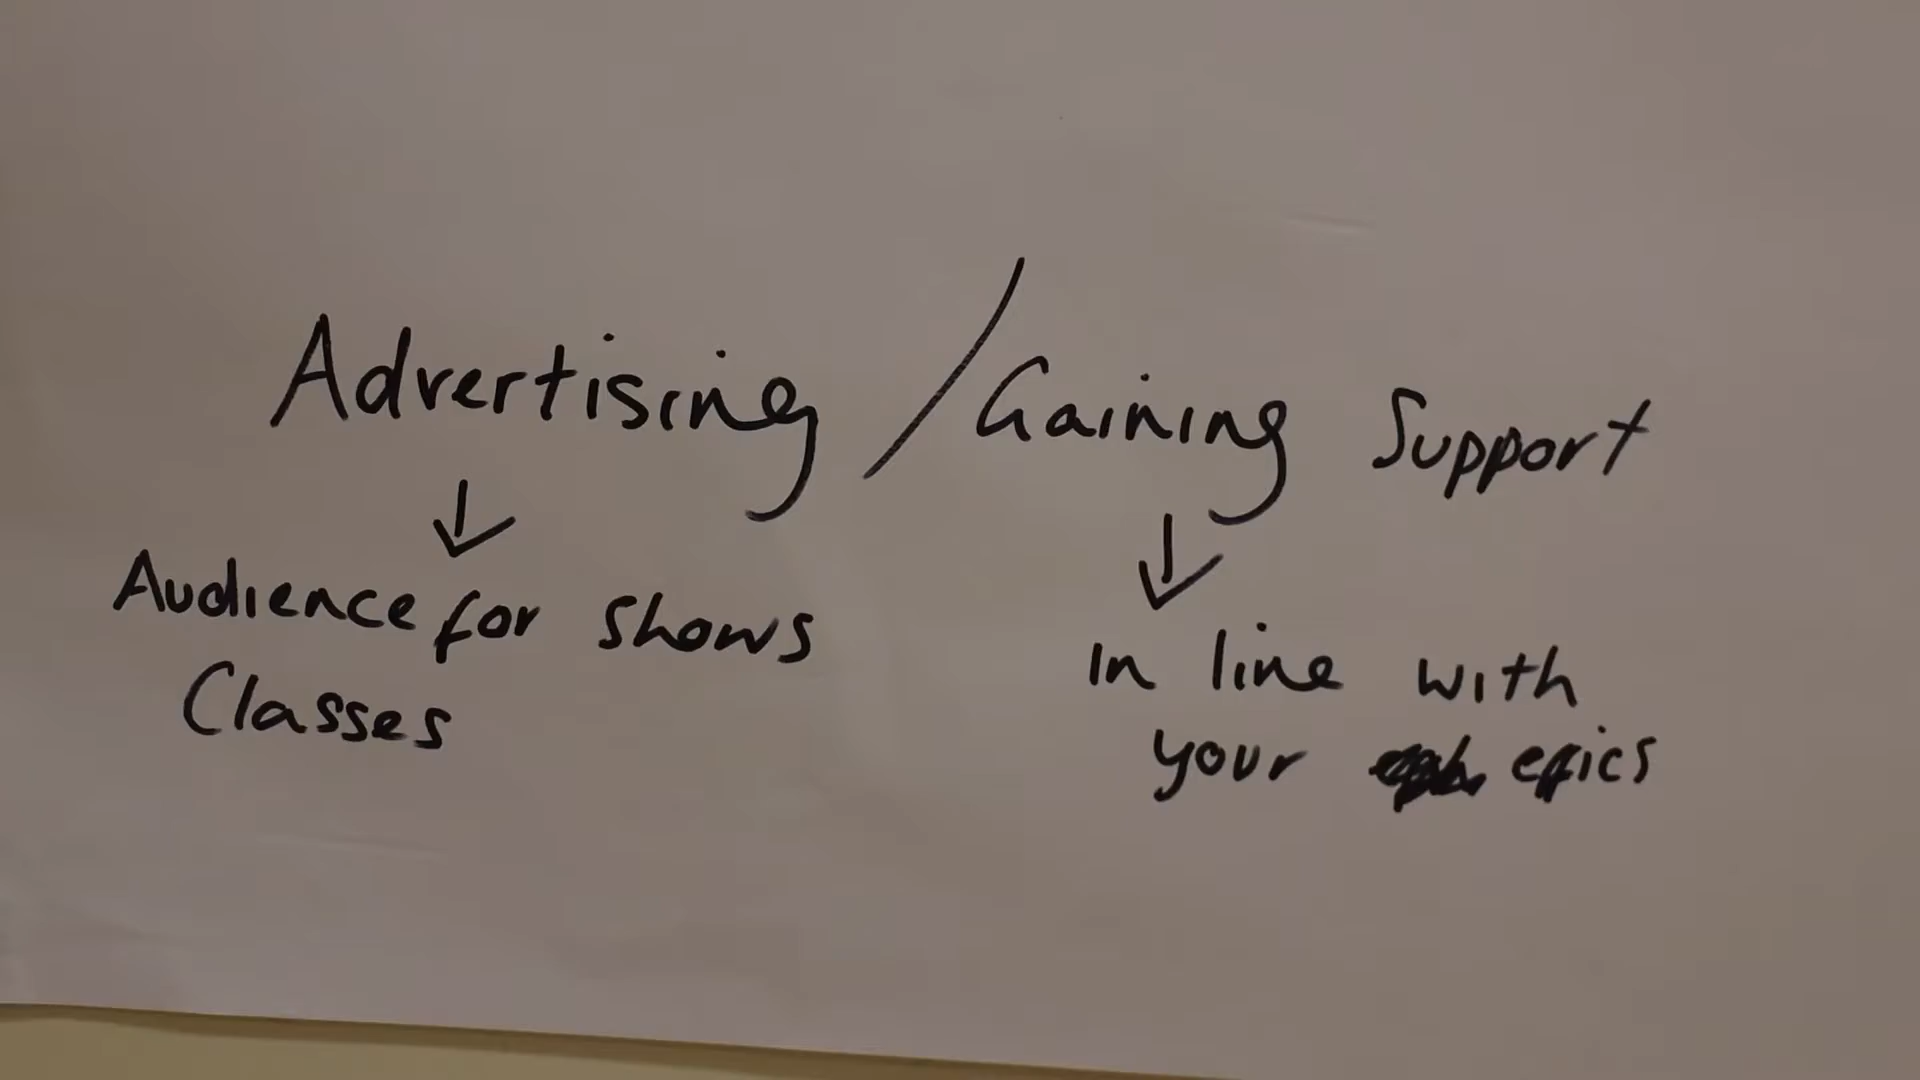 Advertising / Gaining Support
↓ ↓
Audience for shows
Classes
In line with
your efics